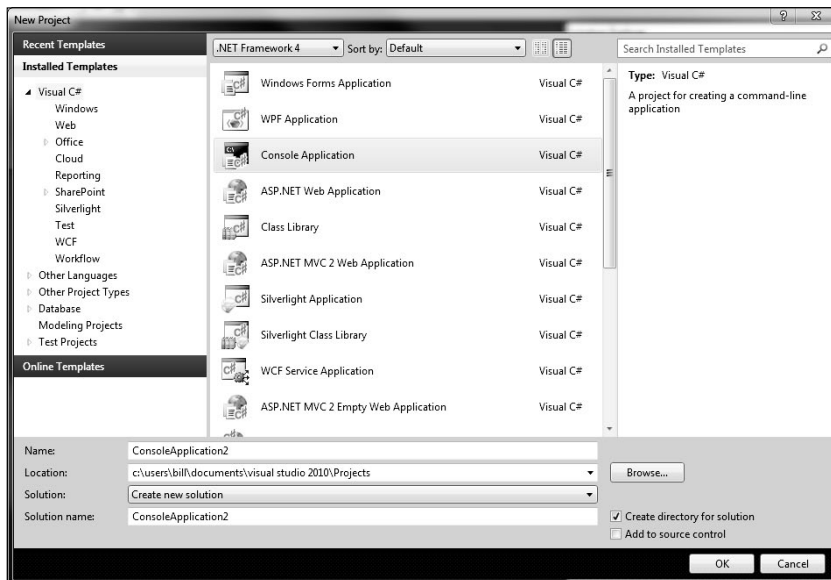 New Project
Recent Templates
Installed Templates
Visual C#
Windows
Web
Office
Cloud
Reporting
SharePoint
Silverlight
Test
WCF
Workflow
Other Languages
Other Project Types
Database
Modeling Projects
Test Projects
Online Templates
.NET Framework 4
Sort by: Default
Windows Forms Application Visual C#
WPF Application Visual C#
Console Application Visual C#
ASP.NET Web Application Visual C#
Class Library Visual C#
ASP.NET MVC 2 Web Application Visual C#
Silverlight Application Visual C#
Silverlight Class Library Visual C#
WCF Service Application Visual C#
ASP.NET MVC 2 Empty Web Application Visual C#
Search Installed Templates
Type: Visual C#
A project for creating a command-line
application
Name: ConsoleApplication2
Location: c:\users\bill\documents\visual studio 2010\Projects
Browse...
Solution: Create new solution
Solution name: ConsoleApplication2
Create directory for solution
Add to source control
OK Cancel